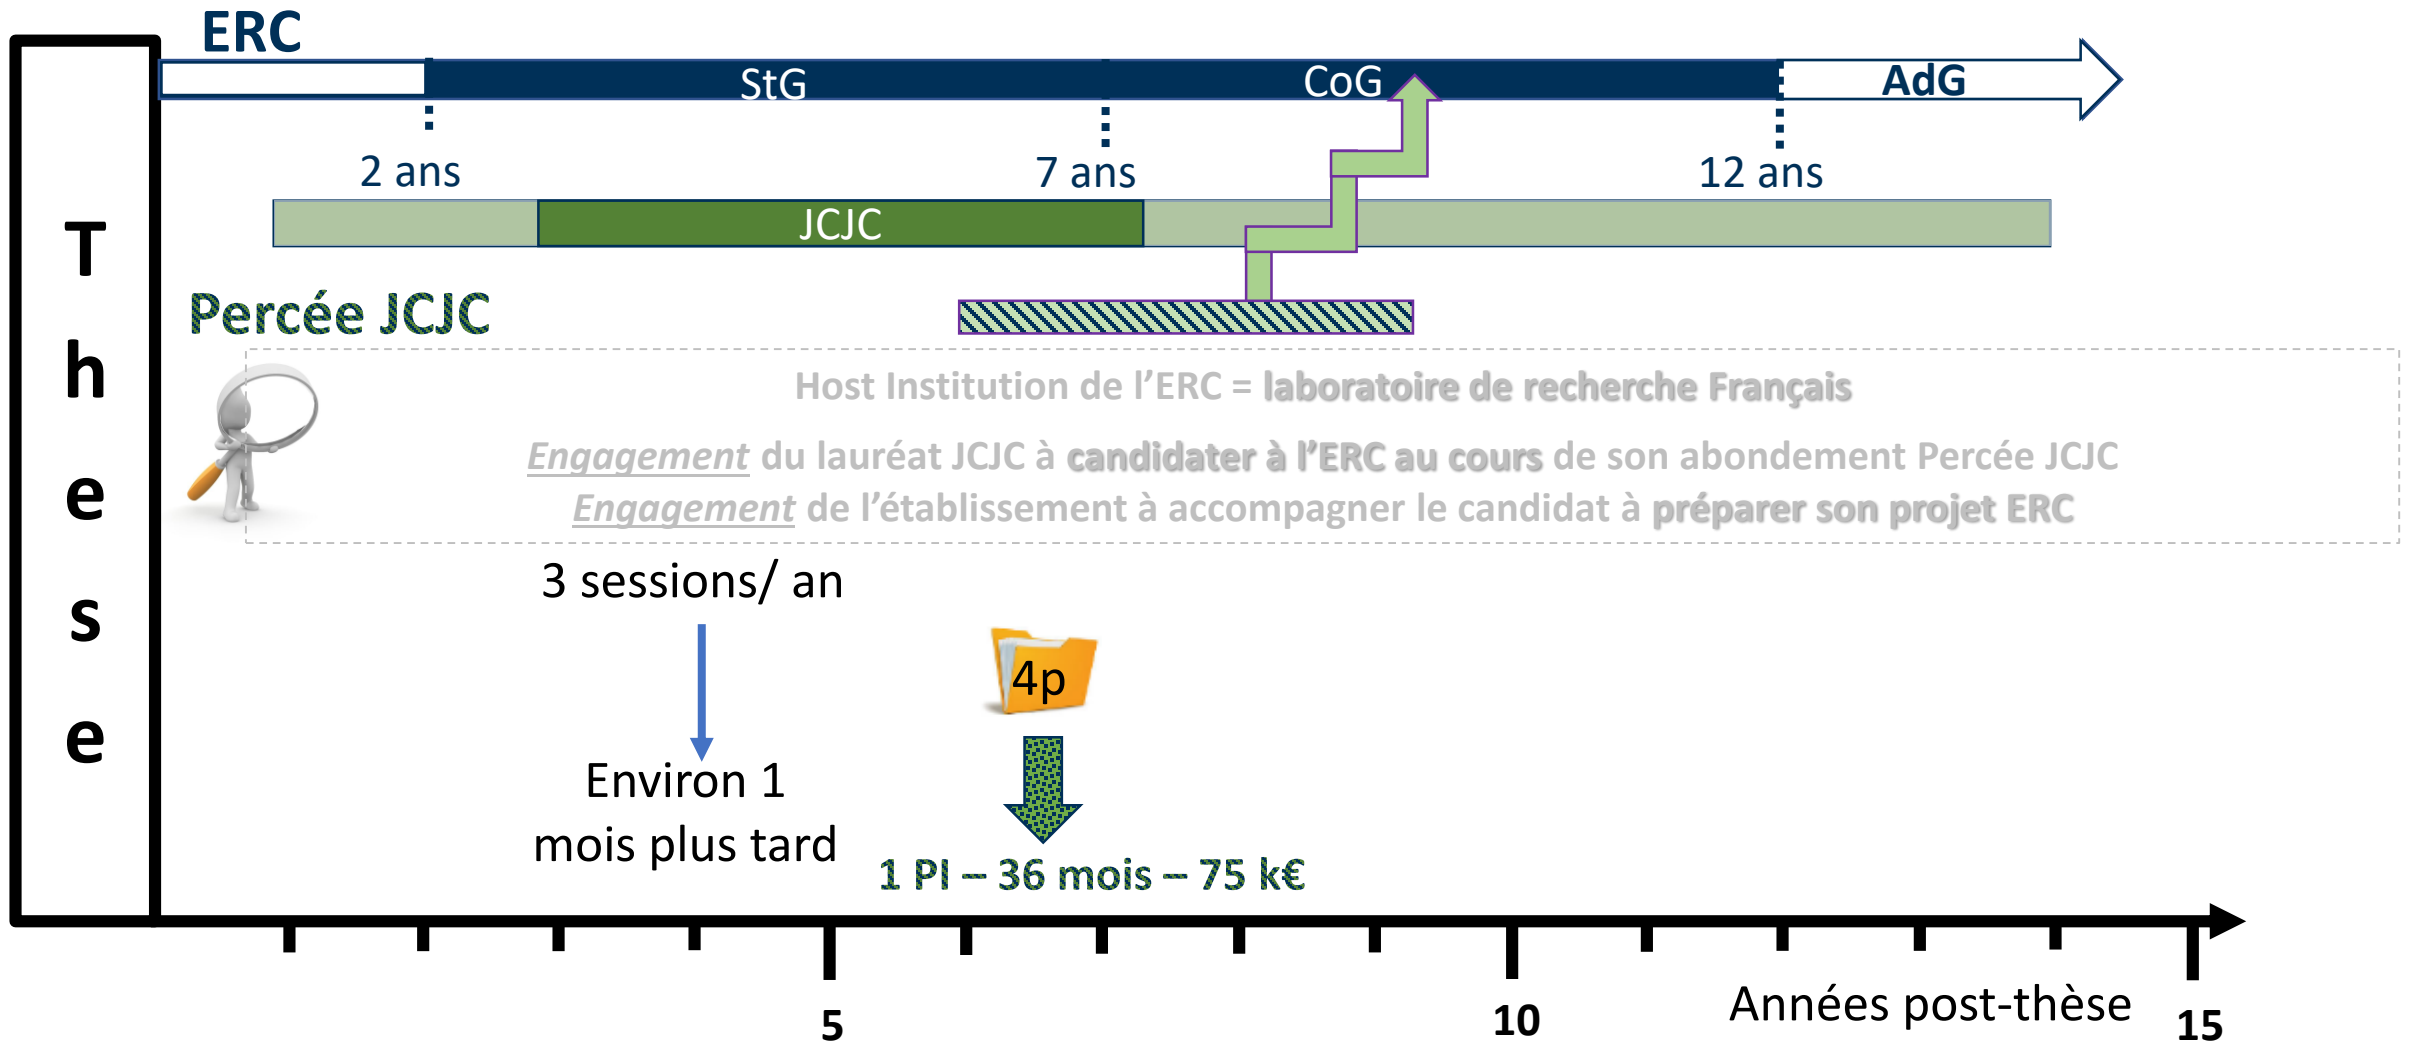 ERC
StG
CoG
AdG
2 ans
7 ans
12 ans
JCJC
Percée JCJC
Host Institution de l’ERC = laboratoire de recherche Français
Engagement du lauréat JCJC à candidater à l’ERC au cours de son abondement Percée JCJC
Engagement de l’établissement à accompagner le candidat à préparer son projet ERC
These
3 sessions/ an
4p
Environ 1
mois plus tard
1 PI – 36 mois – 75 k€
Années post-thèse
5
10
15